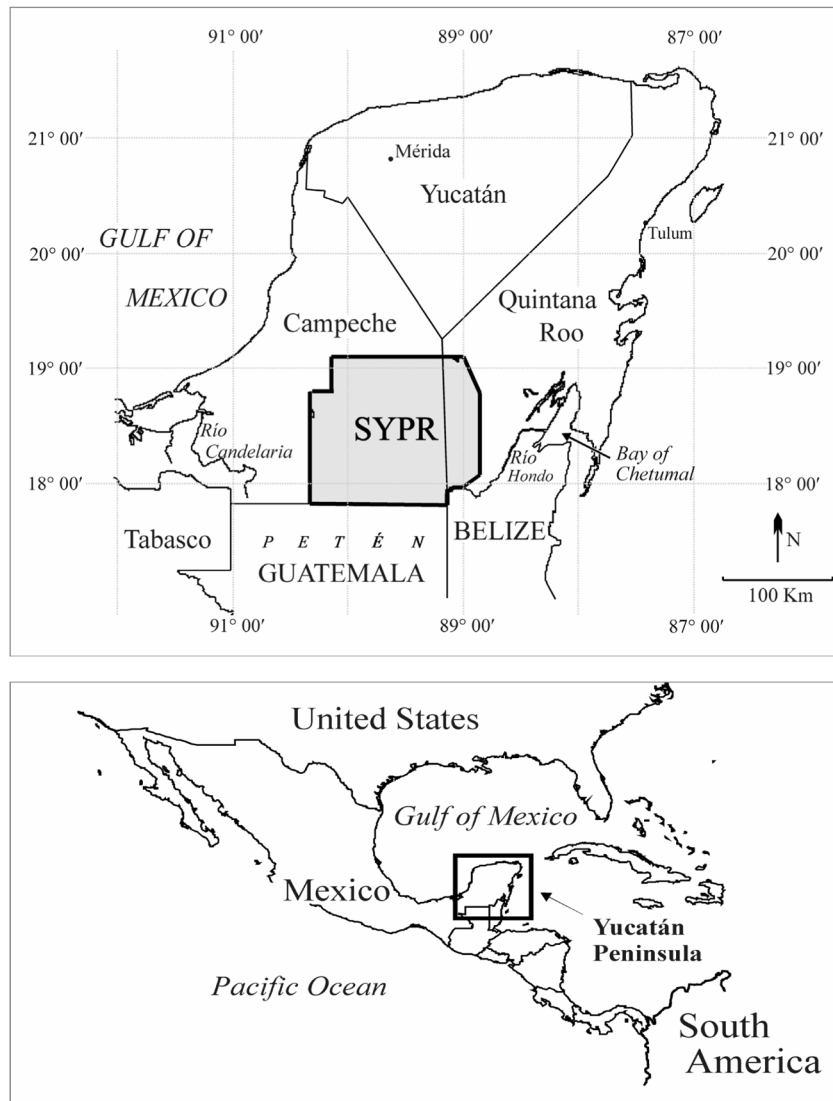 91° 00′ 89° 00′ 87° 00′
21° 00′ 21° 00′
Mérida
Yucatán
Tulum
GULF OF
MEXICO
20° 00′ 20° 00′
Quintana
Roo
Campeche
19° 00′ 19° 00′
SYPR
Río
Candelaria
Río
Hondo
Bay of
Chetumal
18° 00′ 18° 00′
Tabasco
P E T É N
GUATEMALA
BELIZE
N
100 Km
91° 00′ 89° 00′ 87° 00′
United States
Gulf of Mexico
Mexico
Yucatán
Peninsula
Pacific Ocean
South
America